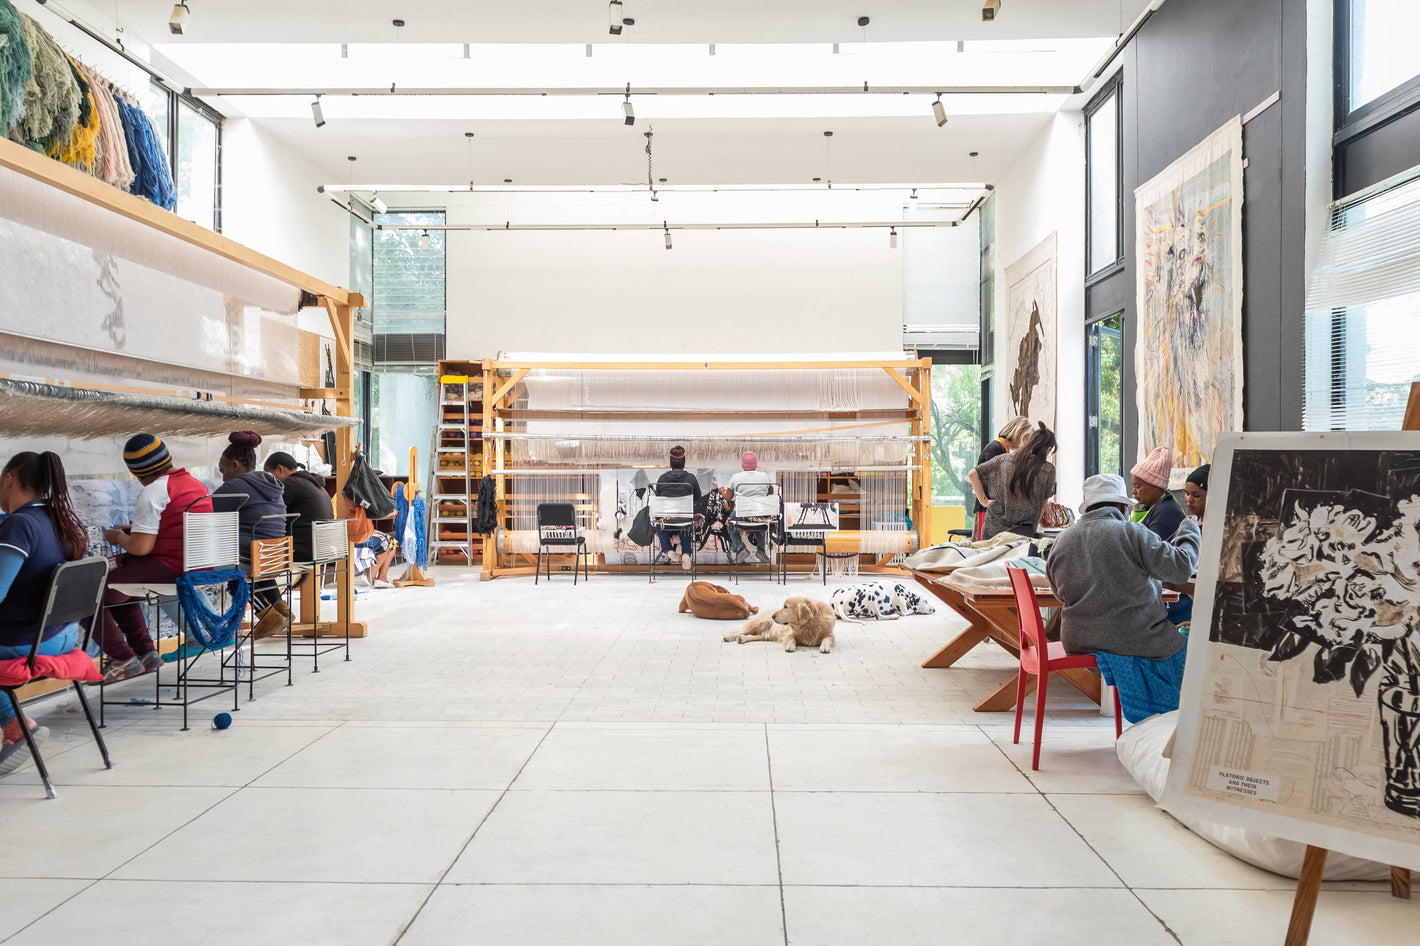 PLATONIC OBJECTS
AND THEIR
WITNESSES